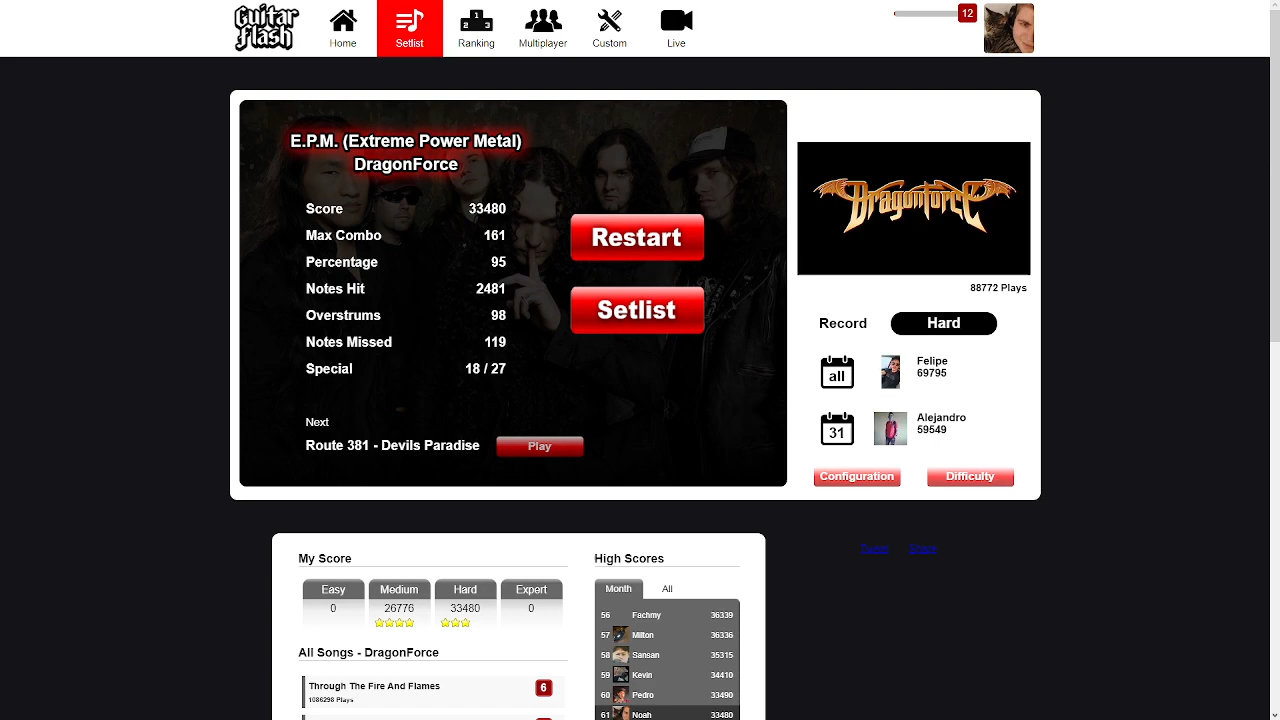 Guitar Flash
Home
Setlist
Ranking
Multiplayer
Custom
Live
12
E.P.M. (Extreme Power Metal)
DragonForce
Score 33480
Max Combo 161
Percentage 95
Notes Hit 2481
Overstrums 98
Notes Missed 119
Special 18 / 27
Restart
Setlist
Next
Route 381 - Devils Paradise Play
DragonforcE
88772 Plays
Record Hard
all
Felipe
69795
31
Alejandro
59549
Configuration Difficulty
Tweet Share
My Score
Easy Medium Hard Expert
0 26776 33480 0
All Songs - DragonForce
Through The Fire And Flames 6
1086298 Plays
High Scores
Month All
56 Fachmy 36339
57 Milton 36336
58 Sansan 35315
59 Kevin 34410
60 Pedro 33490
61 Noah 33480